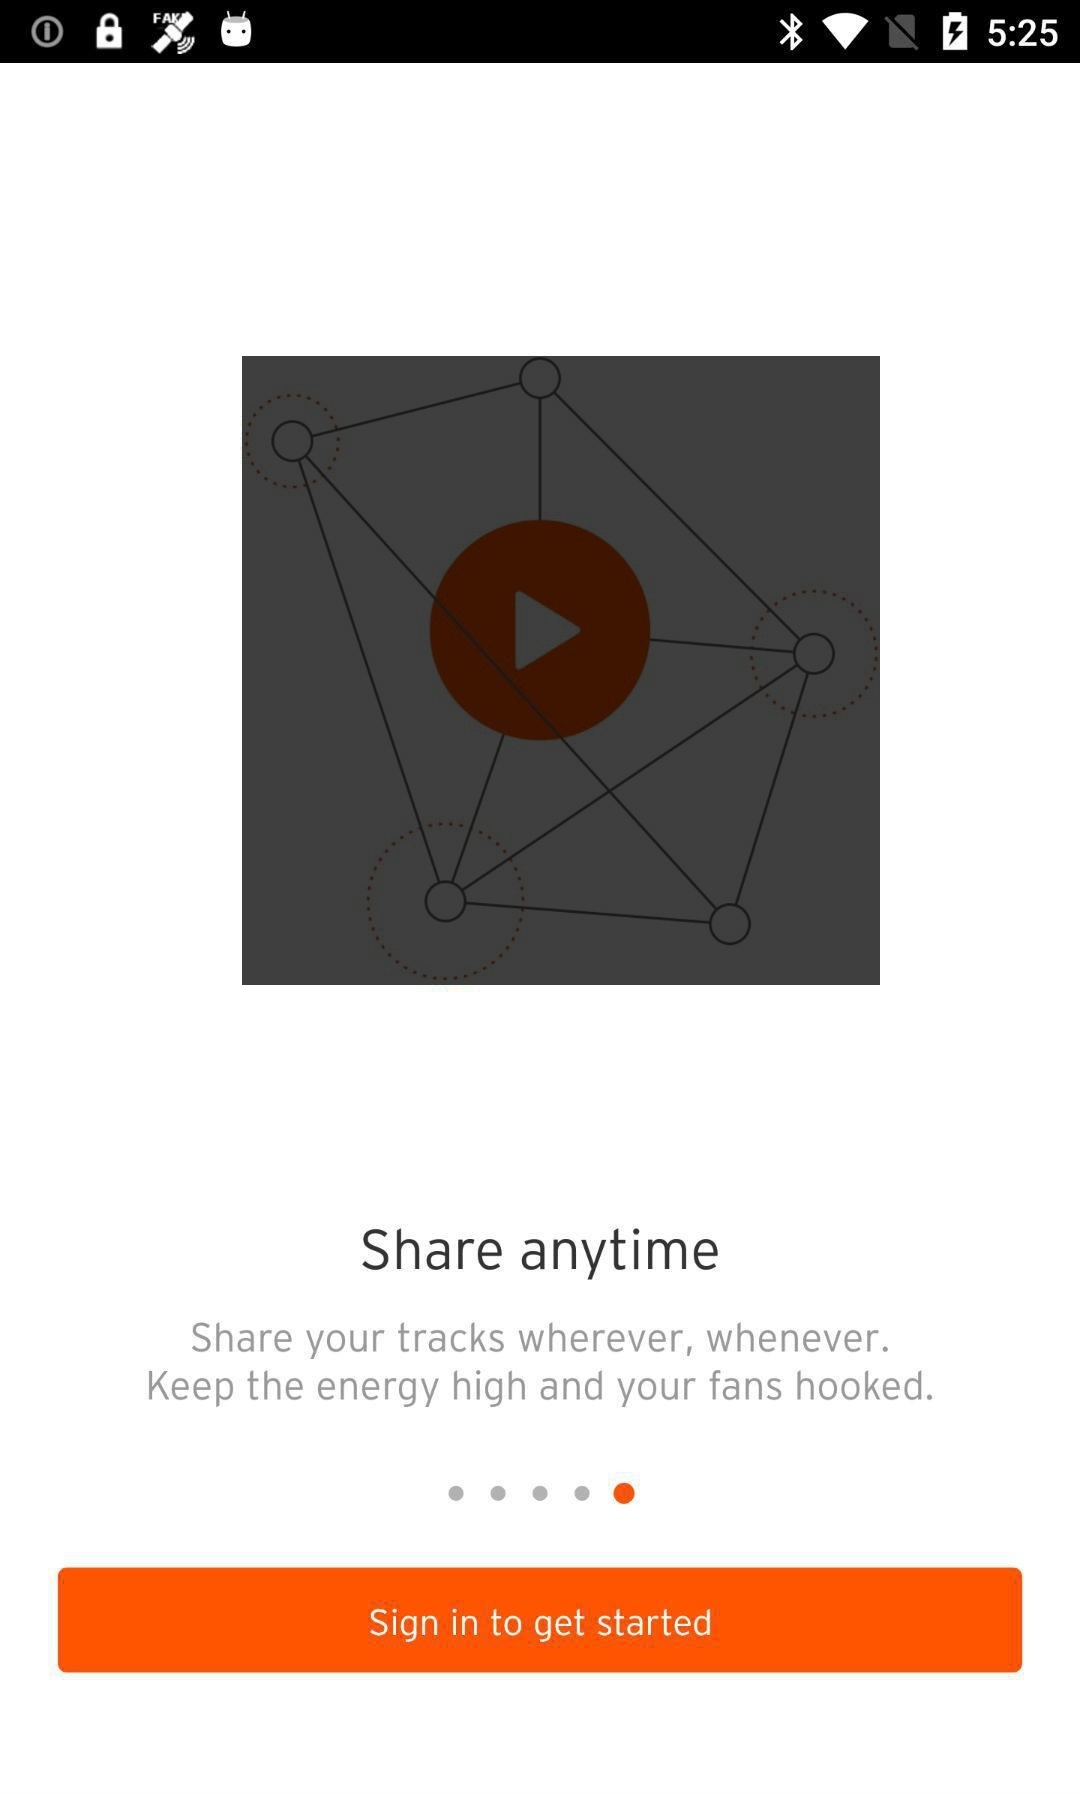 FAKE
5:25
Share anytime
Share your tracks wherever, whenever.
Keep the energy high and your fans hooked.
Sign in to get started